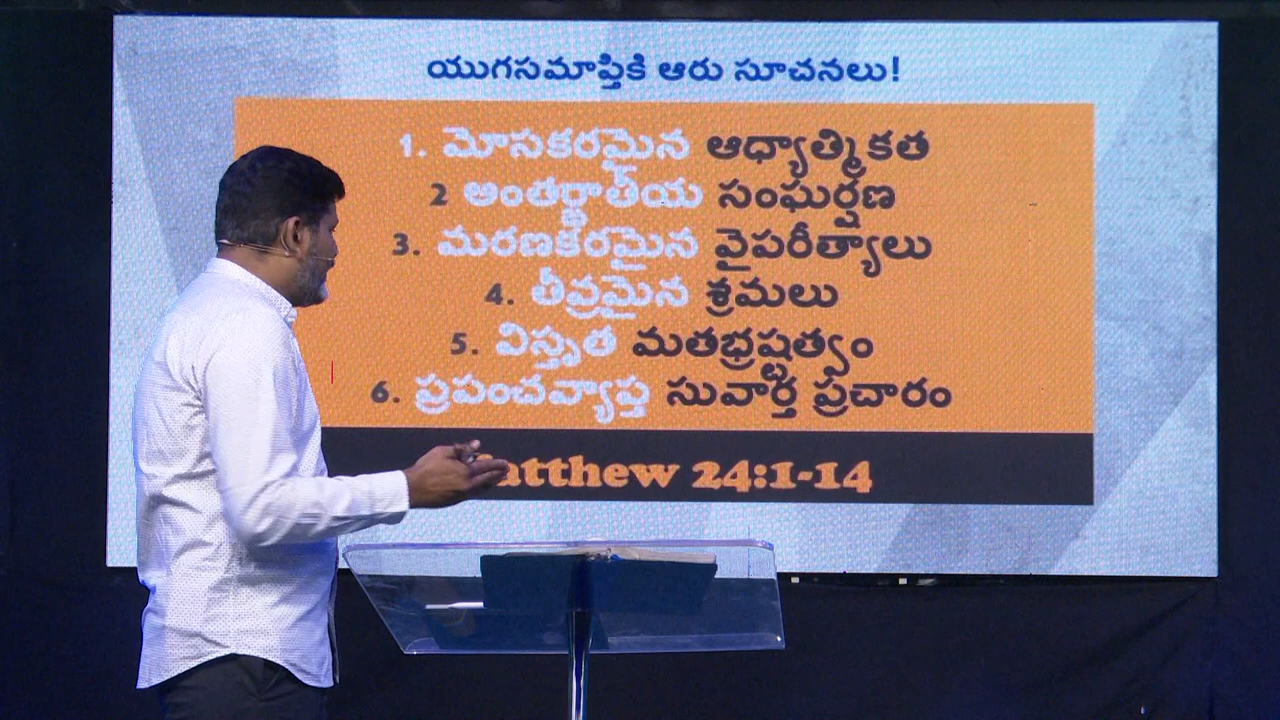 యుగసమాప్తికి ఆరు సూచనలు!
1. మోసకరమైన ఆధ్యాత్మికత
2 అంతర్జాతీయ సంఘర్షణ
3. మరణకరమైన వైపరీత్యాలు
4. తీవ్రమైన శ్రమలు
5. విస్తృత మతభ్రష్టత్వం
6. ప్రపంచవ్యాప్త సువార్త ప్రచారం
atthew 24:1-14